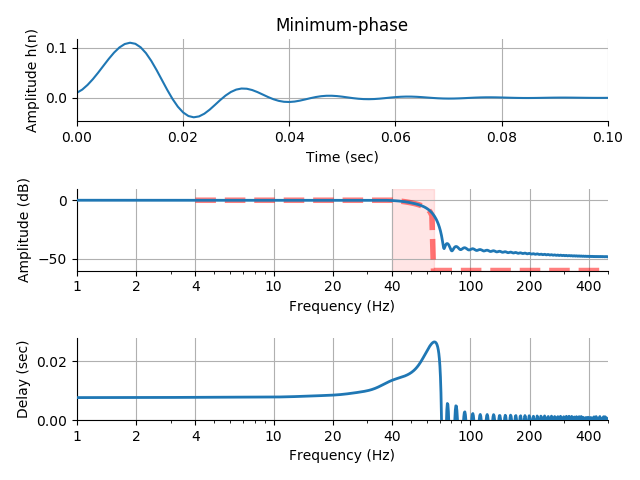 Minimum-phase
Amplitude h(n)
0.1
0.0
0.00 0.02 0.04 0.06 0.08 0.10
Time (sec)
Amplitude (dB)
0
−50
1 2 4 10 20 40 100 200 400
Frequency (Hz)
Delay (sec)
0.02
0.00
1 2 4 10 20 40 100 200 400
Frequency (Hz)